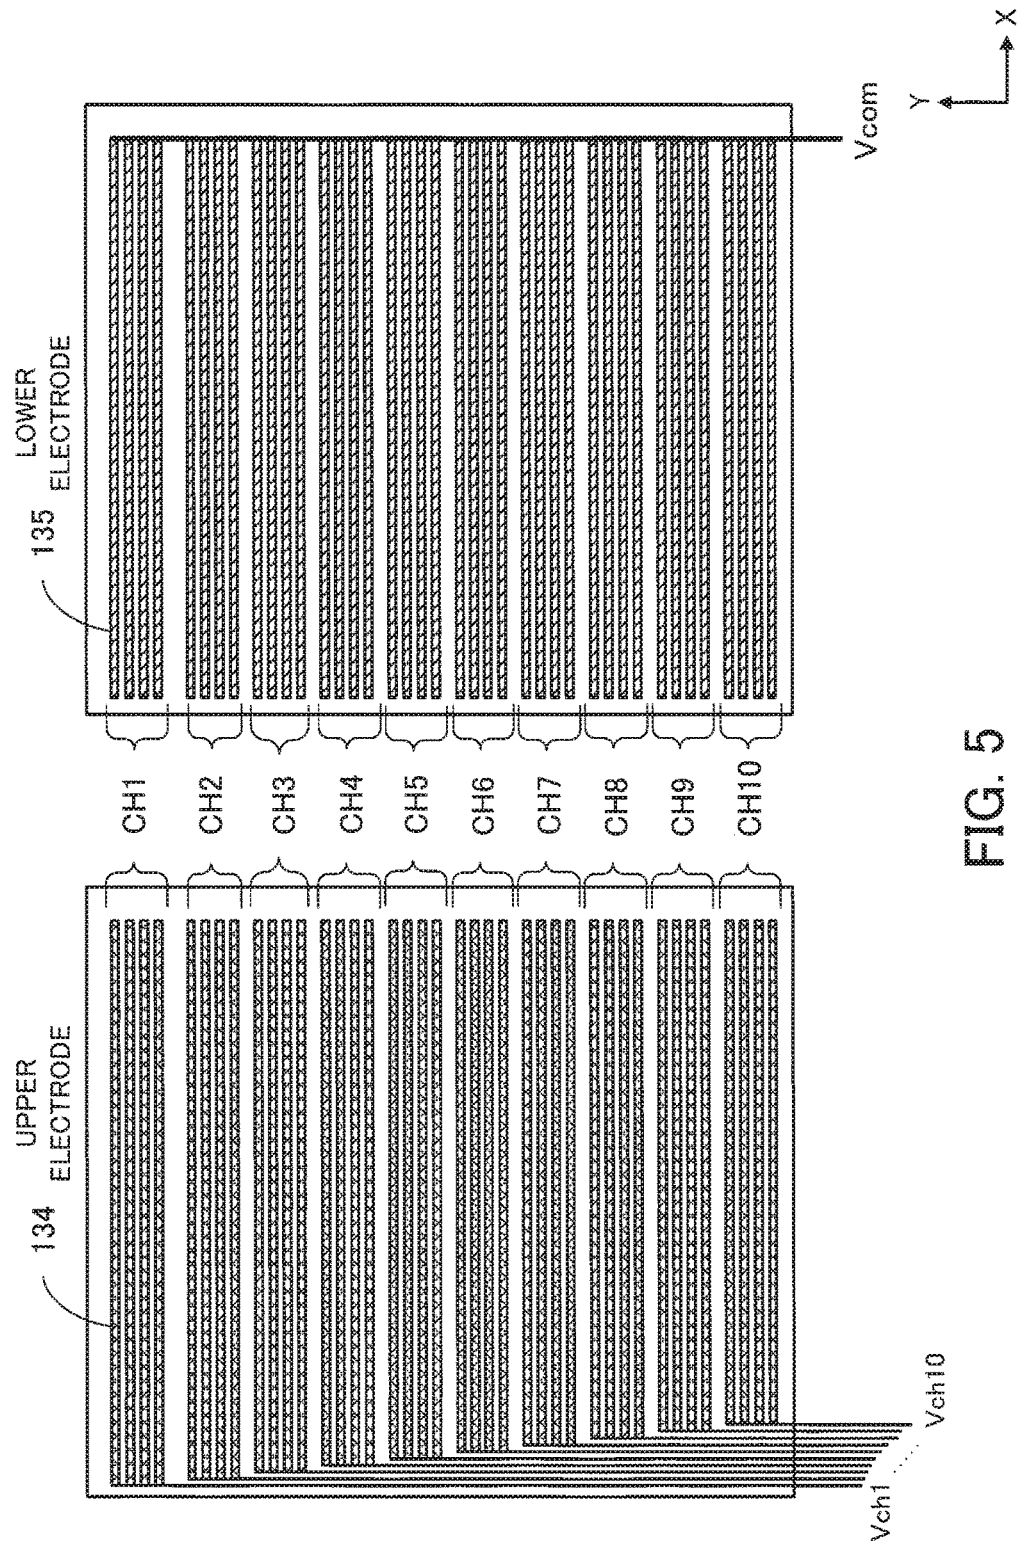 134
UPPER
ELECTRODE
135
LOWER
ELECTRODE
CH1
CH2
CH3
CH4
CH5
CH6
CH7
CH8
CH9
CH10
Vch1
.....
Vch10
Vcom
Y
X
FIG. 5